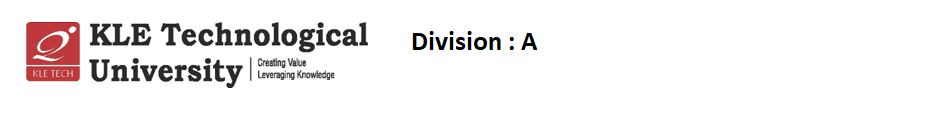 KLE TECH
KLE Technological
University
Creating Value
Leveraging Knowledge
Division : A